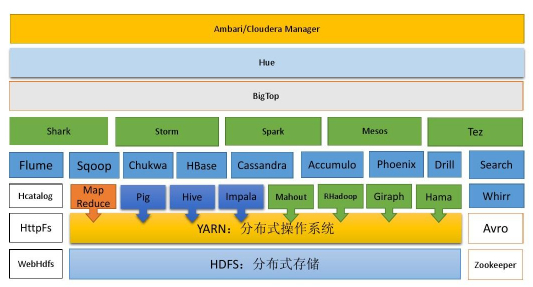 Ambari/Cloudera Manager
Hue
BigTop
Shark Storm Spark Mesos Tez
Flume Sqoop Chukwa HBase Cassandra Accumulo Phoenix Drill Search
Hcatalog Map Reduce Pig Hive Impala Mahout RHadoop Giraph Hama Whirr
HttpFs YARN：分布式操作系统 Avro
WebHdfs HDFS：分布式存储 Zookeeper